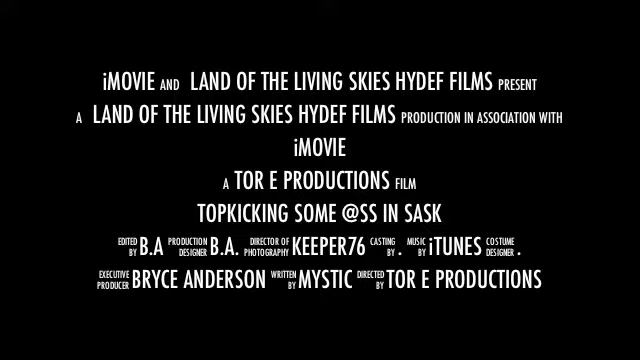 iMOVIE AND LAND OF THE LIVING SKIES HYDEF FILMS PRESENT
A LAND OF THE LIVING SKIES HYDEF FILMS PRODUCTION IN ASSOCIATION WITH
iMOVIE
A TOR E PRODUCTIONS FILM
TOPKICKING SOME @SS IN SASK
EDITED BY B.A PRODUCTION DESIGNER B.A. DIRECTOR OF PHOTOGRAPHY KEEPER76 CASTING BY . MUSIC BY iTUNES COSTUME DESIGNER .
EXECUTIVE PRODUCER BRYCE ANDERSON WRITTEN BY MYSTIC DIRECTED BY TOR E PRODUCTIONS